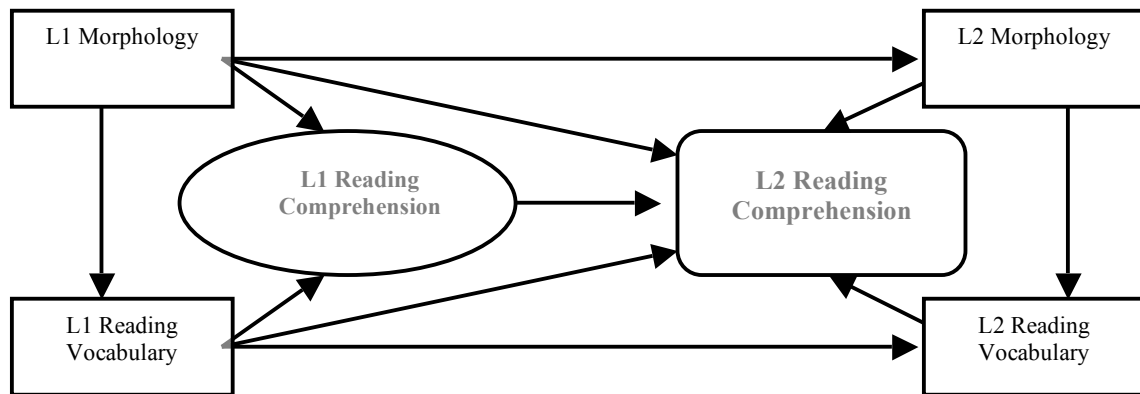 L1 Morphology
L2 Morphology
L1 Reading
Comprehension
L2 Reading
Comprehension
L1 Reading
Vocabulary
L2 Reading
Vocabulary